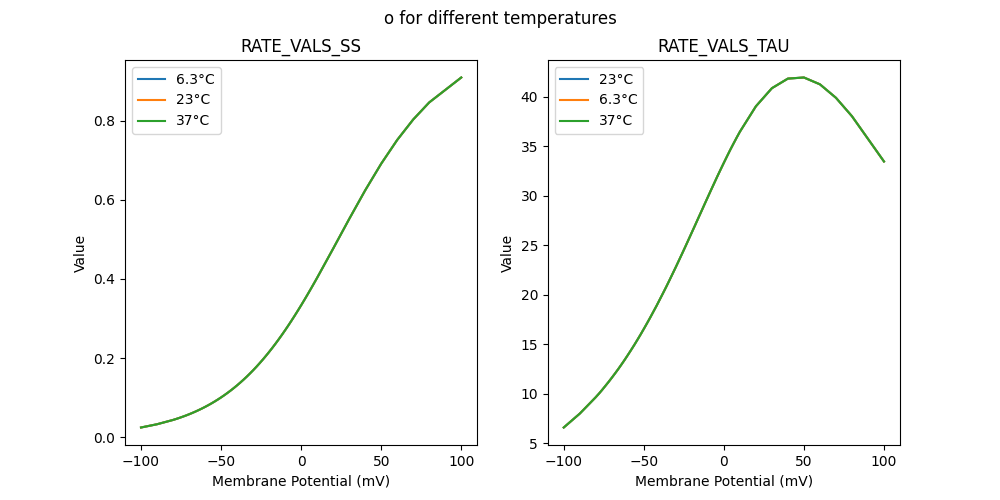 o for different temperatures
RATE_VALS_SS
6.3°C
23°C
37°C
0.8
0.6
0.4
0.2
0.0
Value
−100
−50
0
50
100
Membrane Potential (mV)
RATE_VALS_TAU
23°C
6.3°C
37°C
40
35
30
25
20
15
10
5
Value
−100
−50
0
50
100
Membrane Potential (mV)